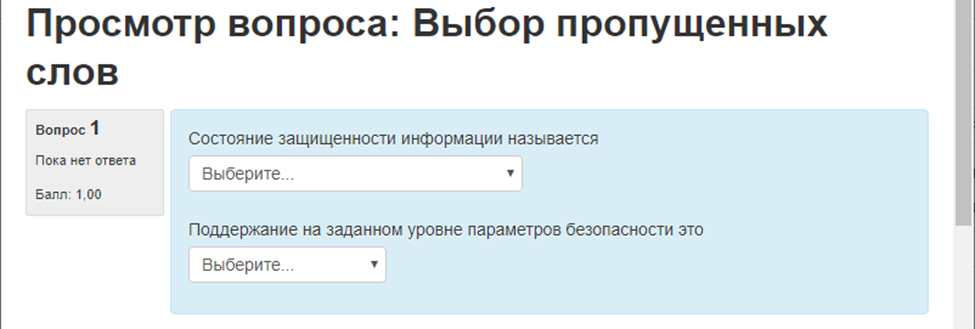 Просмотр вопроса: Выбор пропущенных
слов
Вопрос 1
Пока нет ответа
Балл: 1,00
Состояние защищенности информации называется
Выберите...
Поддержание на заданном уровне параметров безопасности это
Выберите...